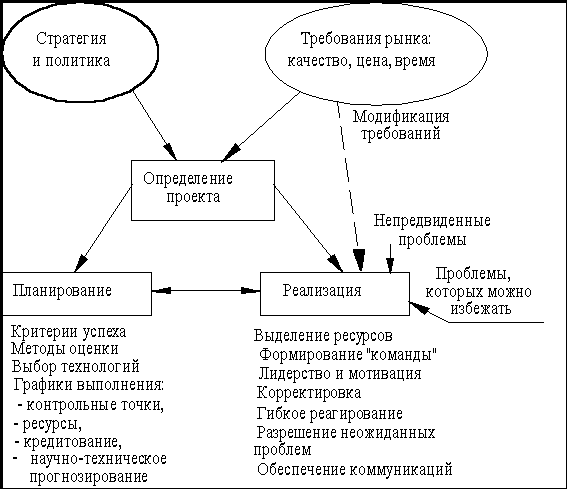 Стратегия
и политика
Требования рынка:
качество, цена, время
Модификация
требований
Определение
проекта
Непредвиденные
проблемы
Планирование
Реализация
Проблемы,
которых можно
избежать
Критерии успеха
Методы оценки
Выбор технологий
Графики выполнения:
- контрольные точки,
- ресурсы,
- кредитование,
- научно-техническое
прогнозирование
Выделение ресурсов
Формирование "команды"
Лидерство и мотивация
Корректировка
Гибкое реагирование
Разрешение неожиданных
проблем
Обеспечение коммуникаций